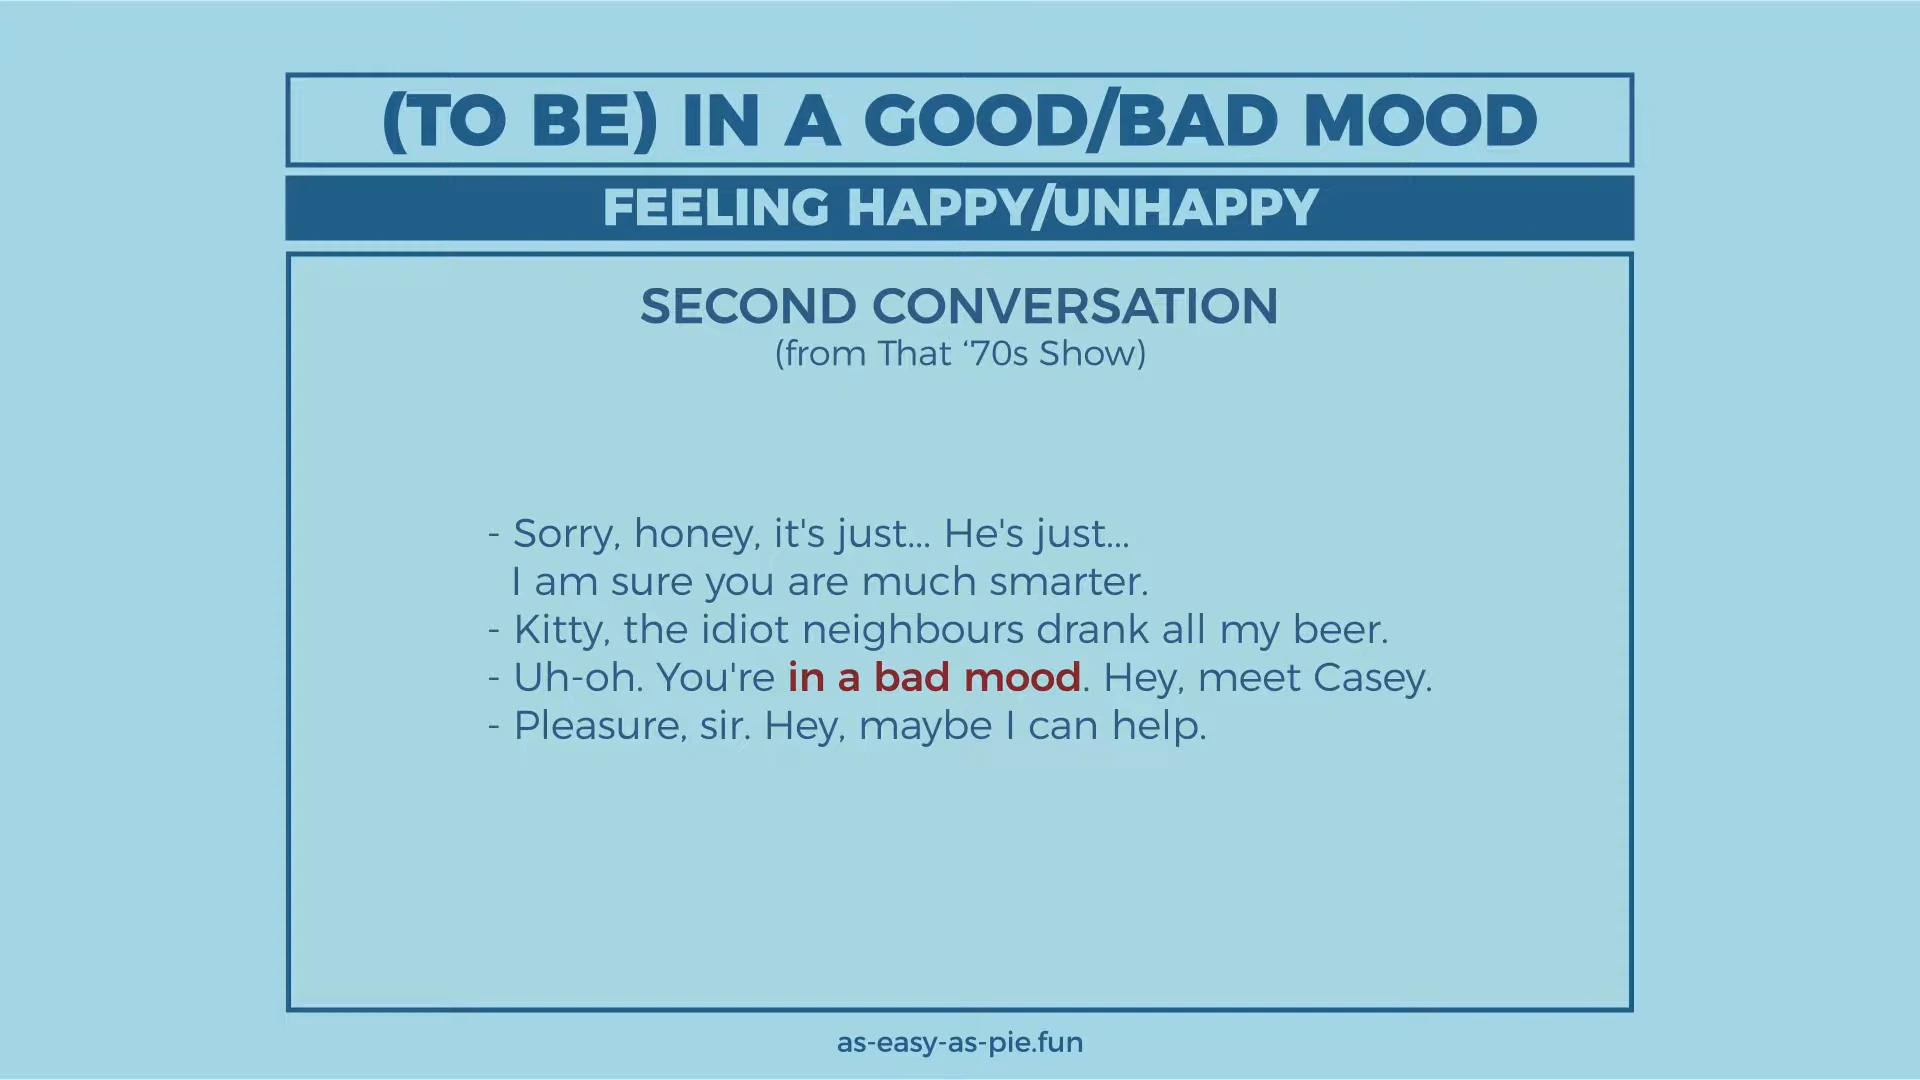 (TO BE) IN A GOOD/BAD MOOD
FEELING HAPPY/UNHAPPY
SECOND CONVERSATION
(from That ‘70s Show)
- Sorry, honey, it's just... He's just...
I am sure you are much smarter.
- Kitty, the idiot neighbours drank all my beer.
- Uh-oh. You're in a bad mood. Hey, meet Casey.
- Pleasure, sir. Hey, maybe I can help.
as-easy-as-pie.fun